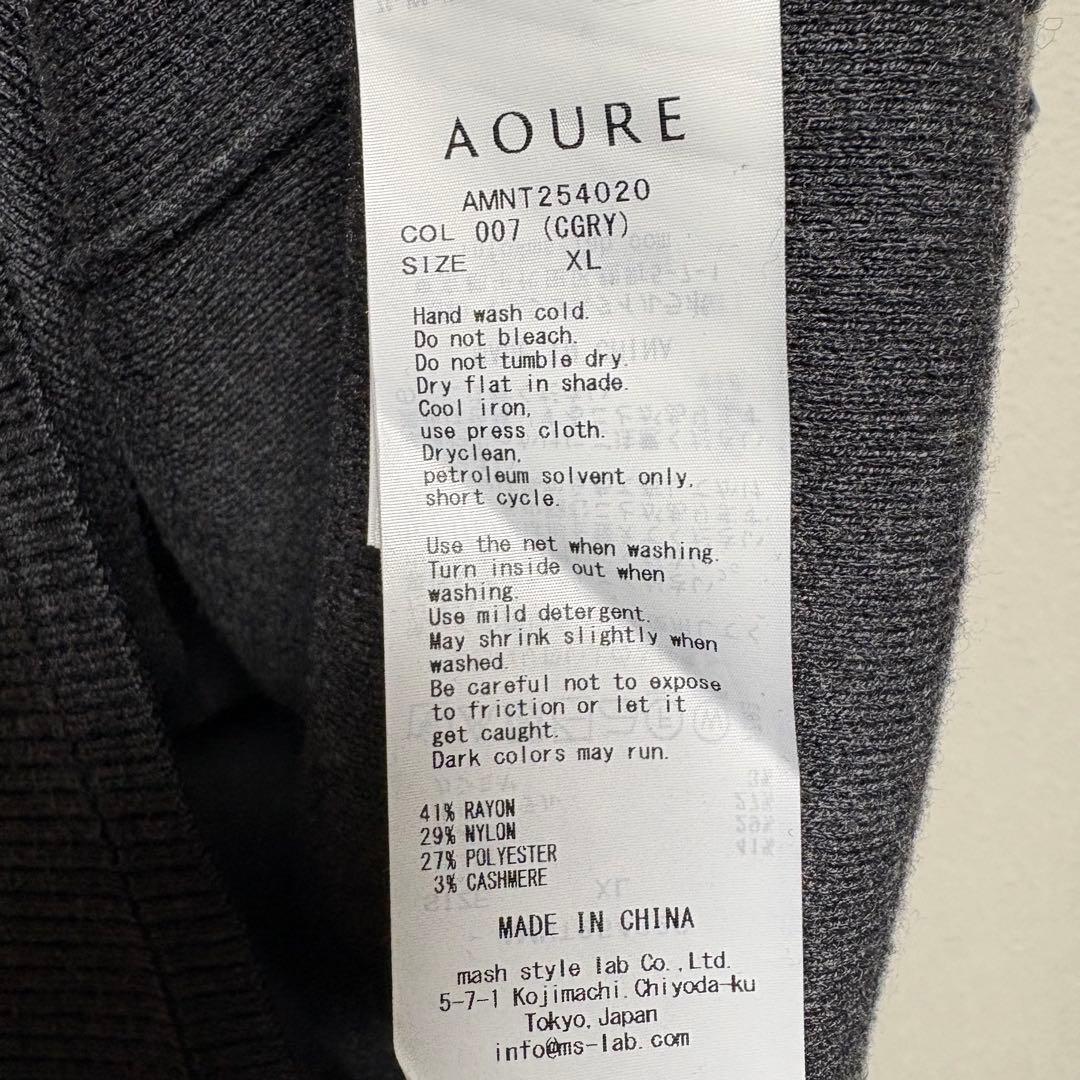 AOURE
AMNT254020
COL 007 (CGRY)
SIZE XL
Hand wash cold.
Do not bleach.
Do not tumble dry.
Dry flat in shade.
Cool iron,
use press cloth.
Dryclean,
petroleum solvent only,
short cycle.
Use the net when washing.
Turn inside out when
washing.
Use mild detergent.
May shrink slightly when
washed.
Be careful not to expose
to friction or let it
get caught.
Dark colors may run.
41% RAYON
29% NYLON
27% POLYESTER
3% CASHMERE
MADE IN CHINA
mash style lab Co.,Ltd.
5-7-1 Kojimachi.Chiyoda-ku
Tokyo,Japan
info@ms-lab.com